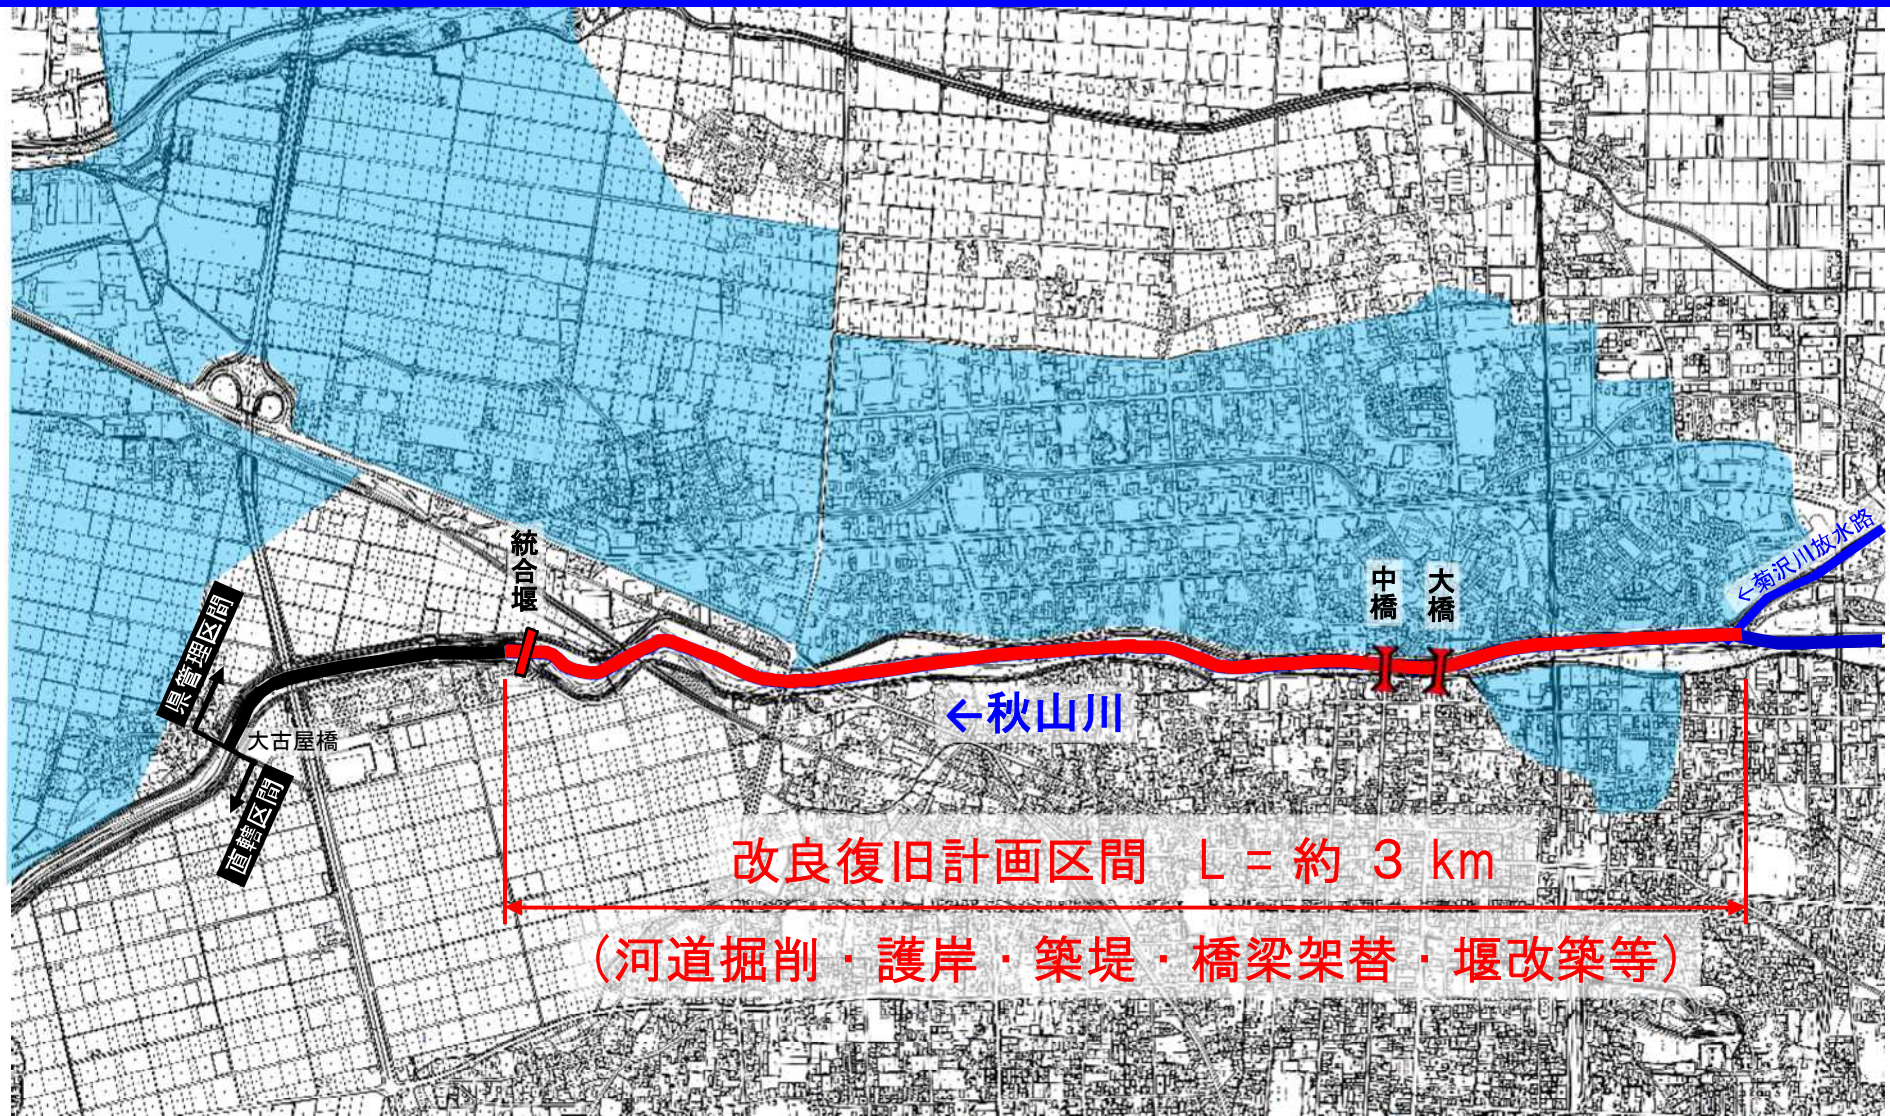 統合堰
中橋
大橋
←菊沢川放水路
県管理区間
大古屋橋
直轄区間
←秋山川
改良復旧計画区間 L = 約 3 km
(河道掘削・護岸・築堤・橋梁架替・堰改築等)